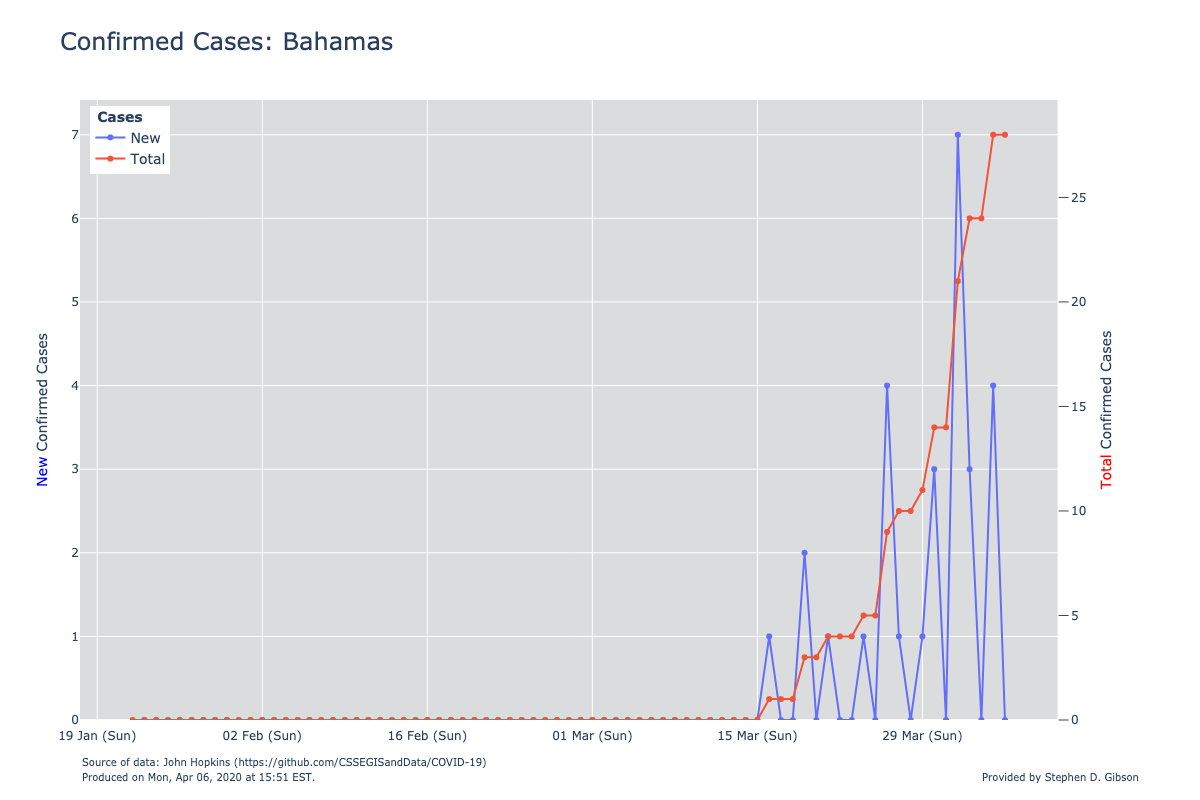 Confirmed Cases: Bahamas
Cases
New
Total
7
6
5
4
3
2
1
0
New Confirmed Cases
25
20
15
10
5
0
Total Confirmed Cases
19 Jan (Sun) 02 Feb (Sun) 16 Feb (Sun) 01 Mar (Sun) 15 Mar (Sun) 29 Mar (Sun)
Source of data: John Hopkins (https://github.com/CSSEGISandData/COVID-19)
Produced on Mon, Apr 06, 2020 at 15:51 EST.
Provided by Stephen D. Gibson